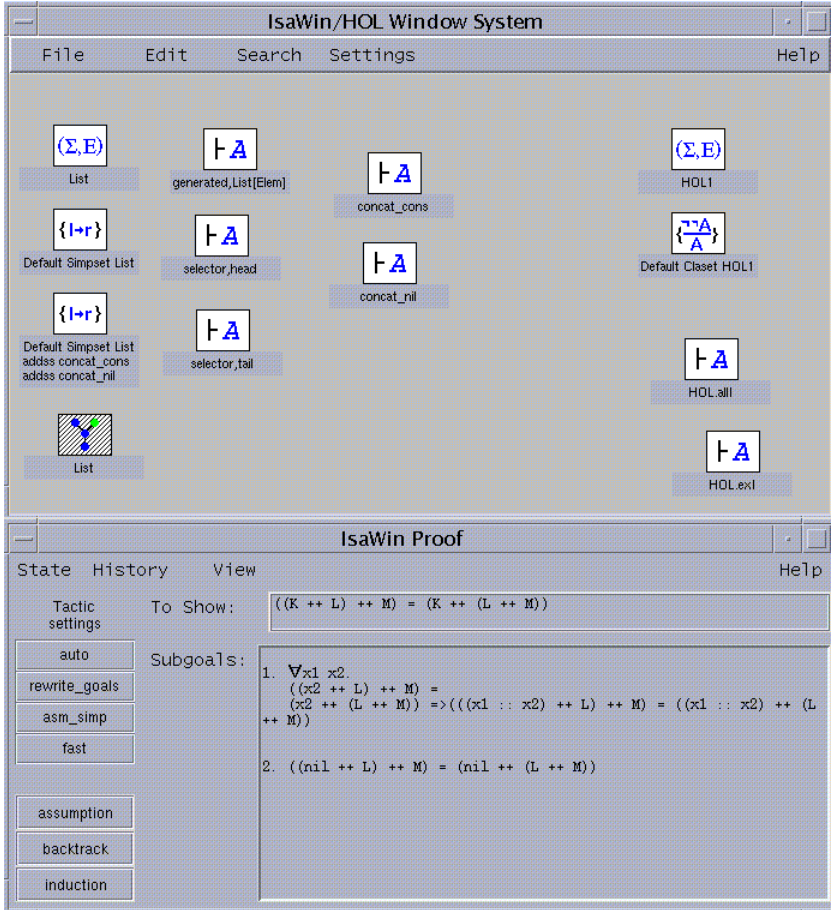 IsaWin/HOL Window System
File Edit Search Settings Help
(Σ,E)
List
⊢A
generated,List[Elem]
⊢A
concat_cons
(Σ,E)
HOL1
{l→r}
Default Simpset List
⊢A
selector,head
⊢A
concat_nil
{¬¬A/A}
Default Claset HOL1
{l→r}
Default Simpset List
addss concat_cons
addss concat_nil
⊢A
selector,tail
⊢A
HOL.allI
List
⊢A
HOL.exI
IsaWin Proof
State History View Help
Tactic
settings
To Show: ((K ++ L) ++ M) = (K ++ (L ++ M))
auto
rewrite_goals
asm_simp
fast
assumption
backtrack
induction
Subgoals:
1. ∀x1 x2.
((x2 ++ L) ++ M) =
(x2 ++ (L ++ M)) =>(((x1 :: x2) ++ L) ++ M) = ((x1 :: x2) ++ (L
++ M))
2. ((nil ++ L) ++ M) = (nil ++ (L ++ M))